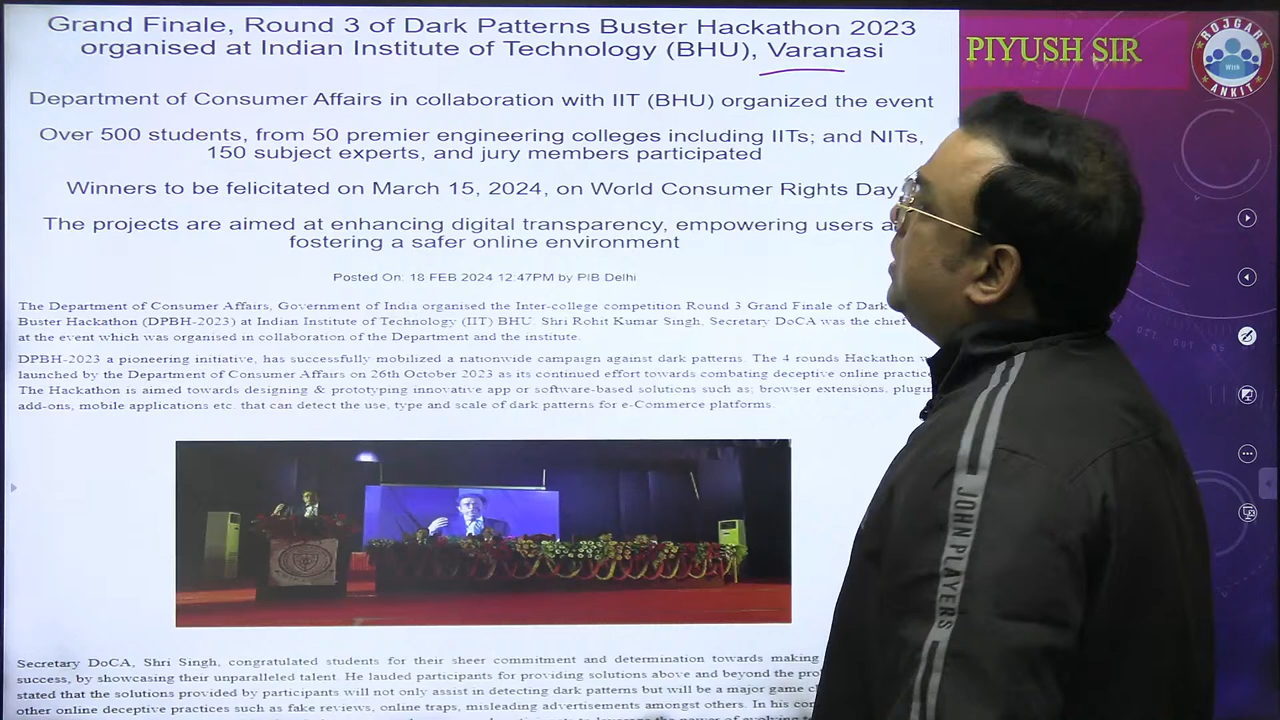 Grand Finale, Round 3 of Dark Patterns Buster Hackathon 2023
organised at Indian Institute of Technology (BHU), Varanasi
PIYUSH SIR
ROJGAR
With
ANKIT
Department of Consumer Affairs in collaboration with IIT (BHU) organized the event
Over 500 students, from 50 premier engineering colleges including IITs; and NITs,
150 subject experts, and jury members participated
Winners to be felicitated on March 15, 2024, on World Consumer Rights Day
The projects are aimed at enhancing digital transparency, empowering users
fostering a safer online environment
Posted On: 18 FEB 2024 12:47PM by PIB Delhi
The Department of Consumer Affairs, Government of India organised the Inter-college competition Round 3 Grand Finale of Dark
Buster Hackathon (DPBH-2023) at Indian Institute of Technology (IIT) BHU. Shri Rohit Kumar Singh, Secretary DoCA was the chief
at the event which was organised in collaboration of the Department and the institute.
DPBH-2023 a pioneering initiative, has successfully mobilized a nationwide campaign against dark patterns. The 4 rounds Hackathon
launched by the Department of Consumer Affairs on 26th October 2023 as its continued effort towards combating deceptive online
The Hackathon is aimed towards designing & prototyping innovative app or software-based solutions such as; browser extensions,
add-ons, mobile applications etc. that can detect the use, type and scale of dark patterns for e-Commerce platforms.
JOHN PLAYERS
Secretary DoCA, Shri Singh, congratulated students for their sheer commitment and determination towards making
success, by showcasing their unparalleled talent. He lauded participants for providing solutions above and beyond the
stated that the solutions provided by participants will not only assist in detecting dark patterns but will be a major game
other online deceptive practices such as fake reviews, online traps, misleading advertisements amongst others. In his